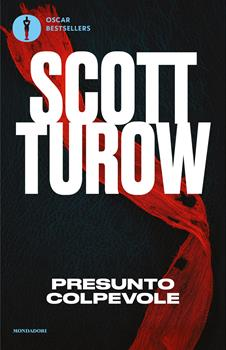 OSCAR
BESTSELLERS
SCOTT
TUROW
PRESUNTO
COLPEVOLE
MONDADORI